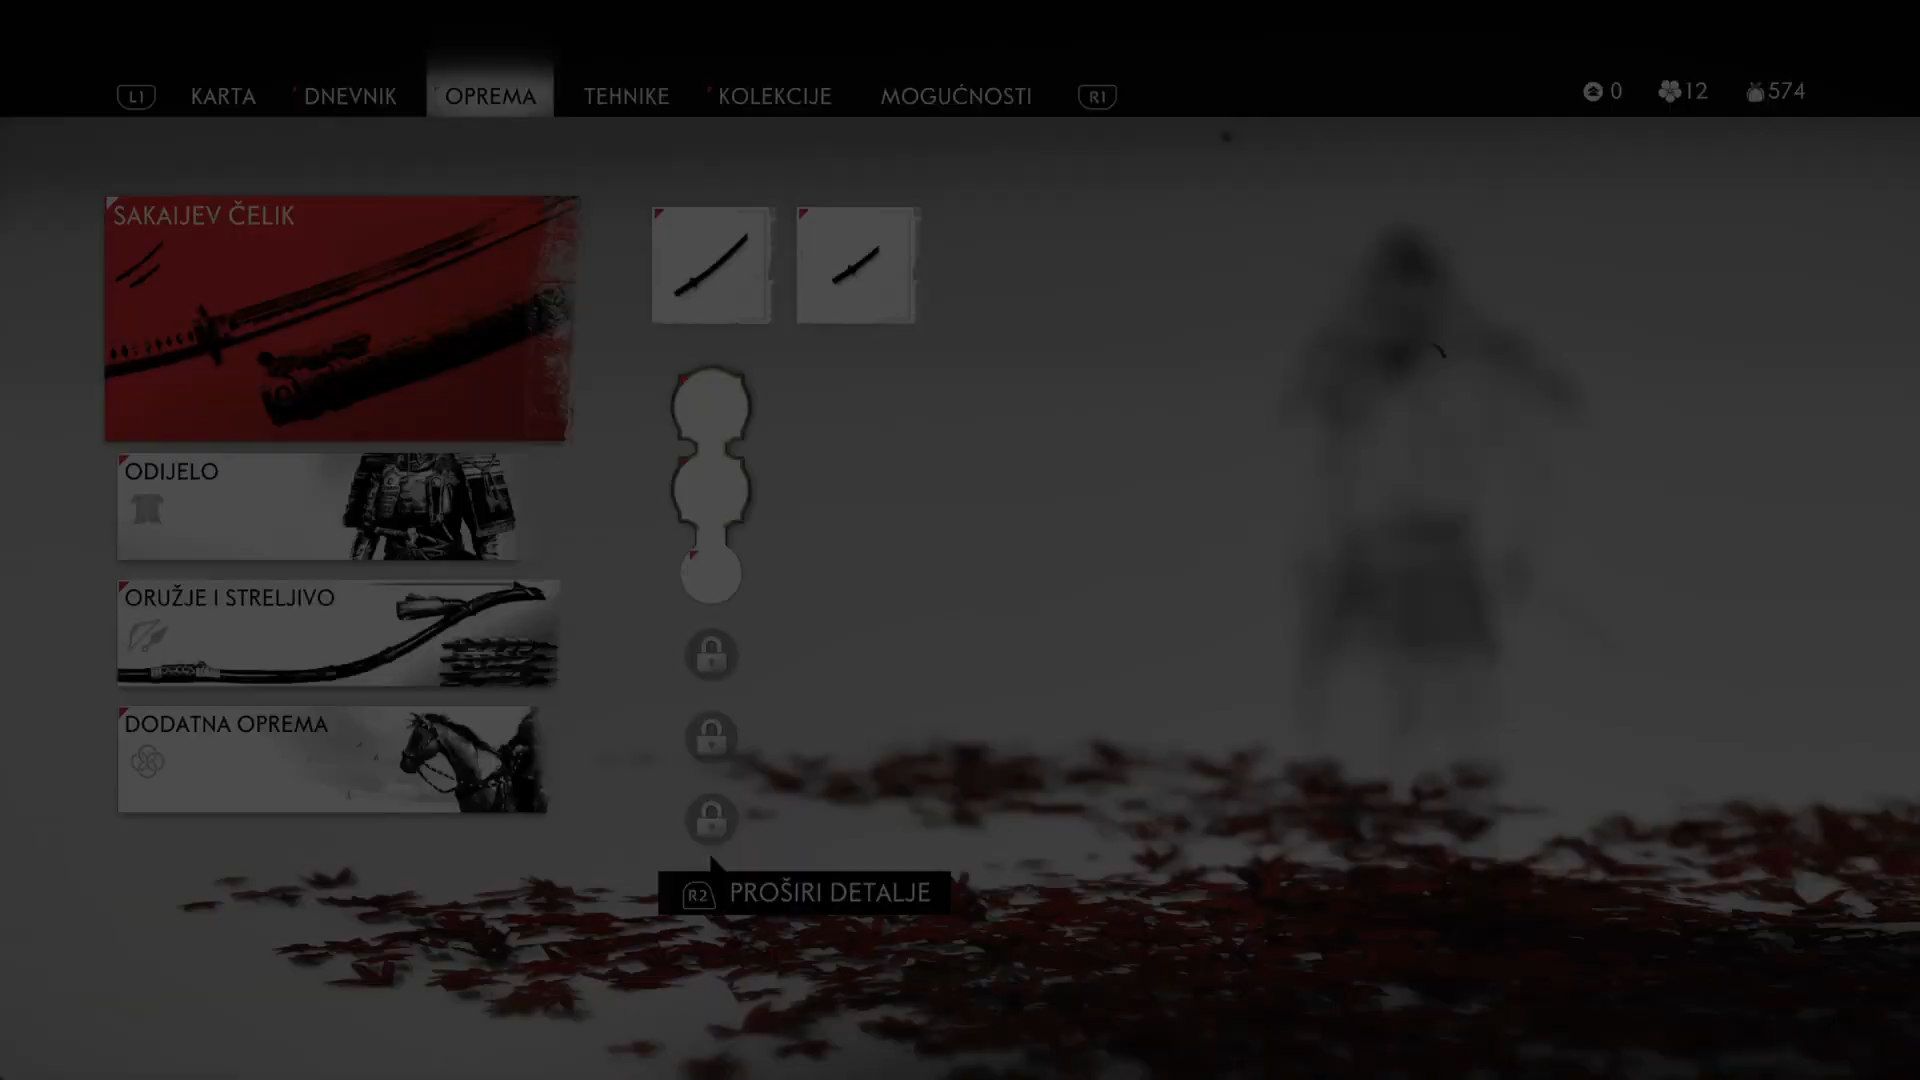 L1 KARTA DNEVNIK OPREMA TEHNIKE KOLEKCIJE MOGUĆNOSTI R1 0 12 574
SAKAIJEV ČELIK
ODIJELO
ORUŽJE I STRELJIVO
DODATNA OPREMA
R2 PROŠIRI DETALJE